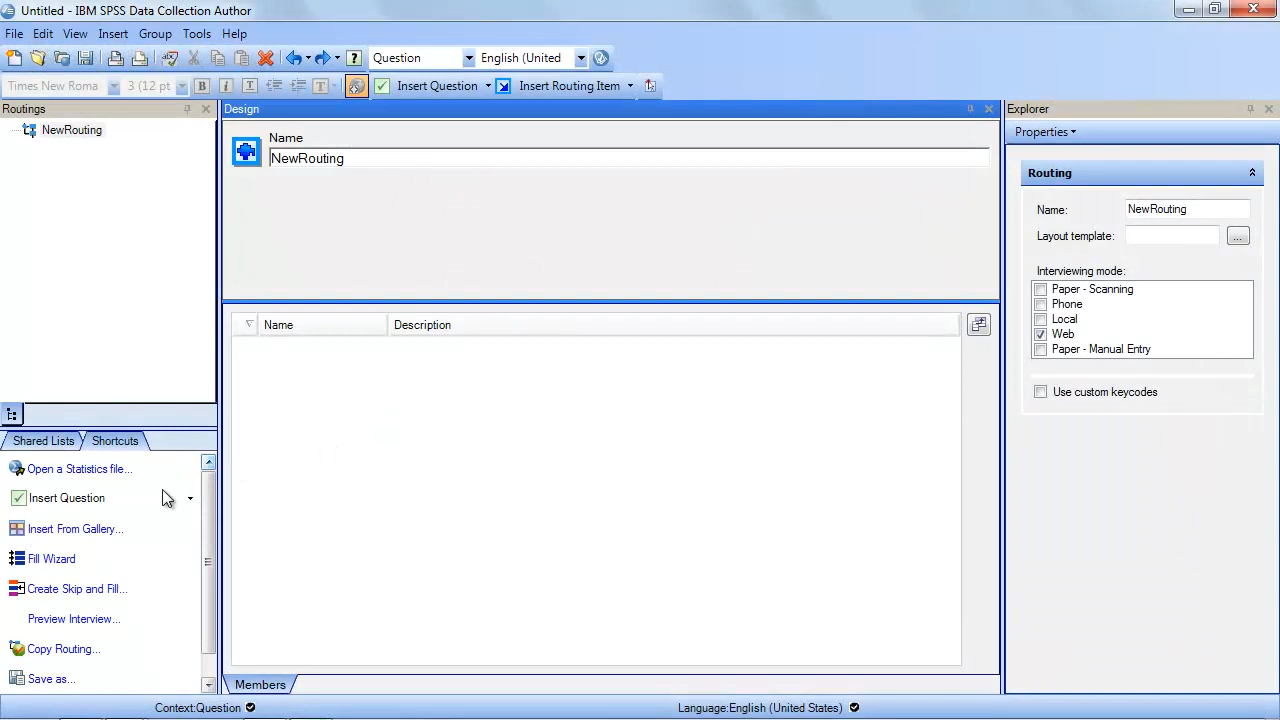 Untitled - IBM SPSS Data Collection Author
File Edit View Insert Group Tools Help
Question English (United
Times New Roma 3 (12 pt B i T T Insert Question Insert Routing Item
Routings
NewRouting
Design
Name
NewRouting
Name Description
Members
Explorer
Properties
Routing
Name: NewRouting
Layout template: ...
Interviewing mode:
Paper - Scanning
Phone
Local
Web
Paper - Manual Entry
Use custom keycodes
Shared Lists Shortcuts
Open a Statistics file...
Insert Question
Insert From Gallery...
Fill Wizard
Create Skip and Fill...
Preview Interview...
Copy Routing...
Save as...
Context:Question Language:English (United States)